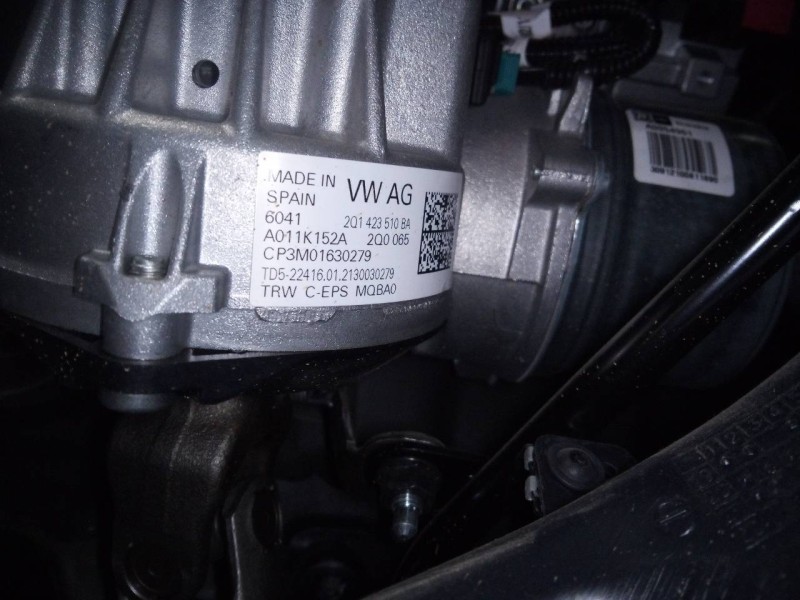 MADE IN VW AG
SPAIN
6041 2Q1 423 510 BA
A011K152A 2Q0 065
CP3M01630279
TD5-22416.01.2130030279
TRW C-EPS MQBA0